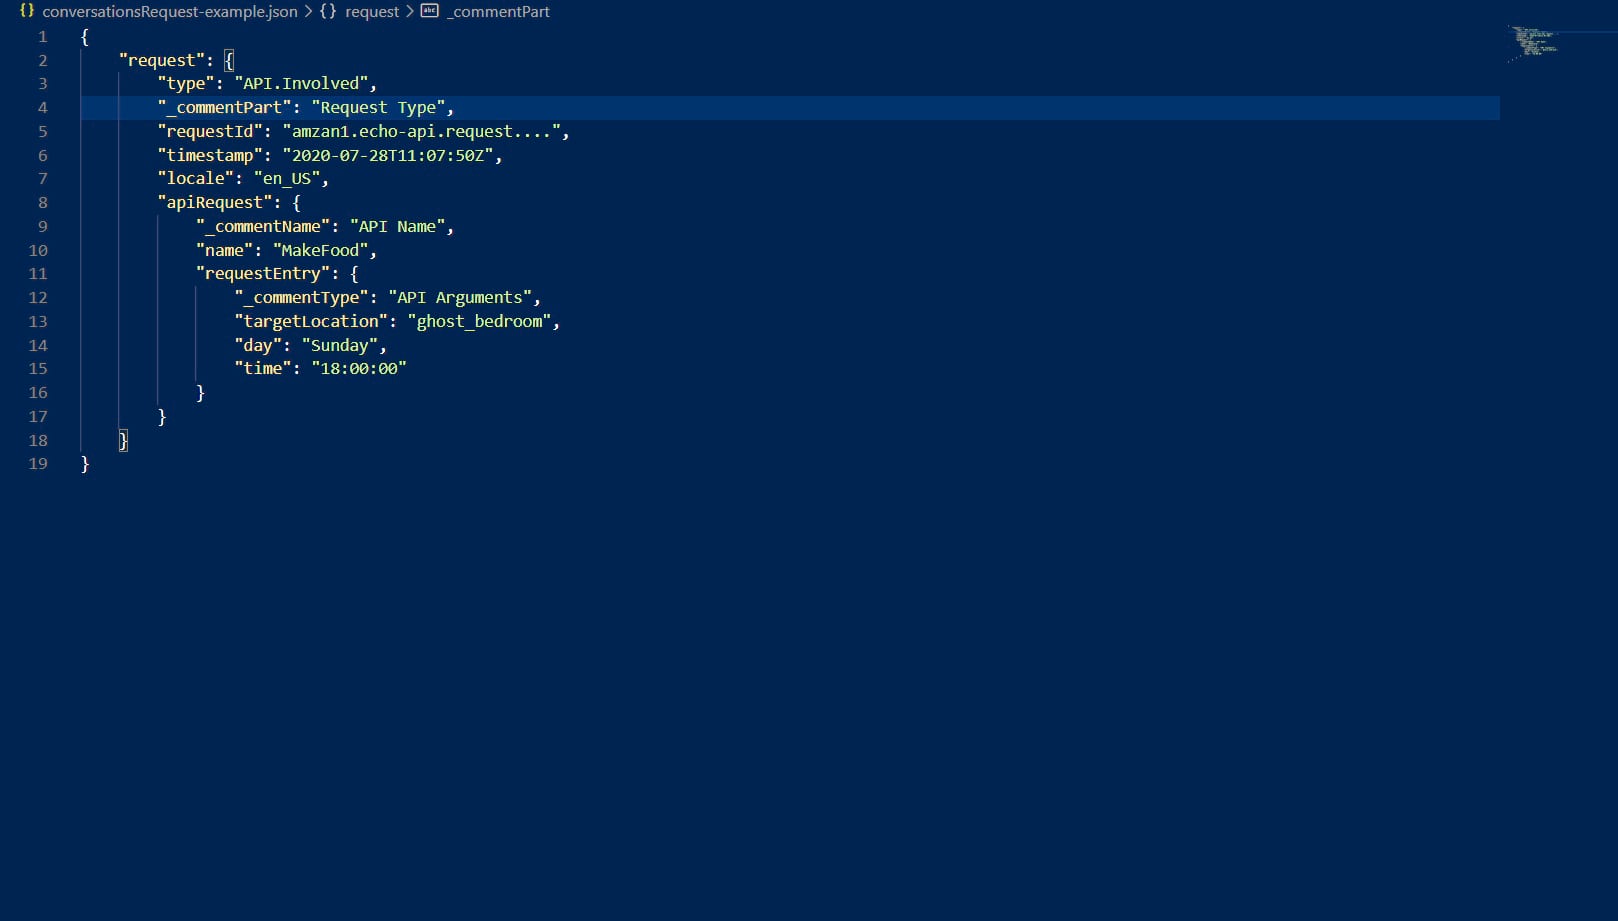 {} conversationsRequest-example.json > {} request > abc _commentPart
1 {
2 "request": {
3 "type": "API.Involved",
4 "_commentPart": "Request Type",
5 "requestId": "amzan1.echo-api.request....",
6 "timestamp": "2020-07-28T11:07:50Z",
7 "locale": "en_US",
8 "apiRequest": {
9 "_commentName": "API Name",
10 "name": "MakeFood",
11 "requestEntry": {
12 "_commentType": "API Arguments",
13 "targetLocation": "ghost_bedroom",
14 "day": "Sunday",
15 "time": "18:00:00"
16 }
17 }
18 }
19 }